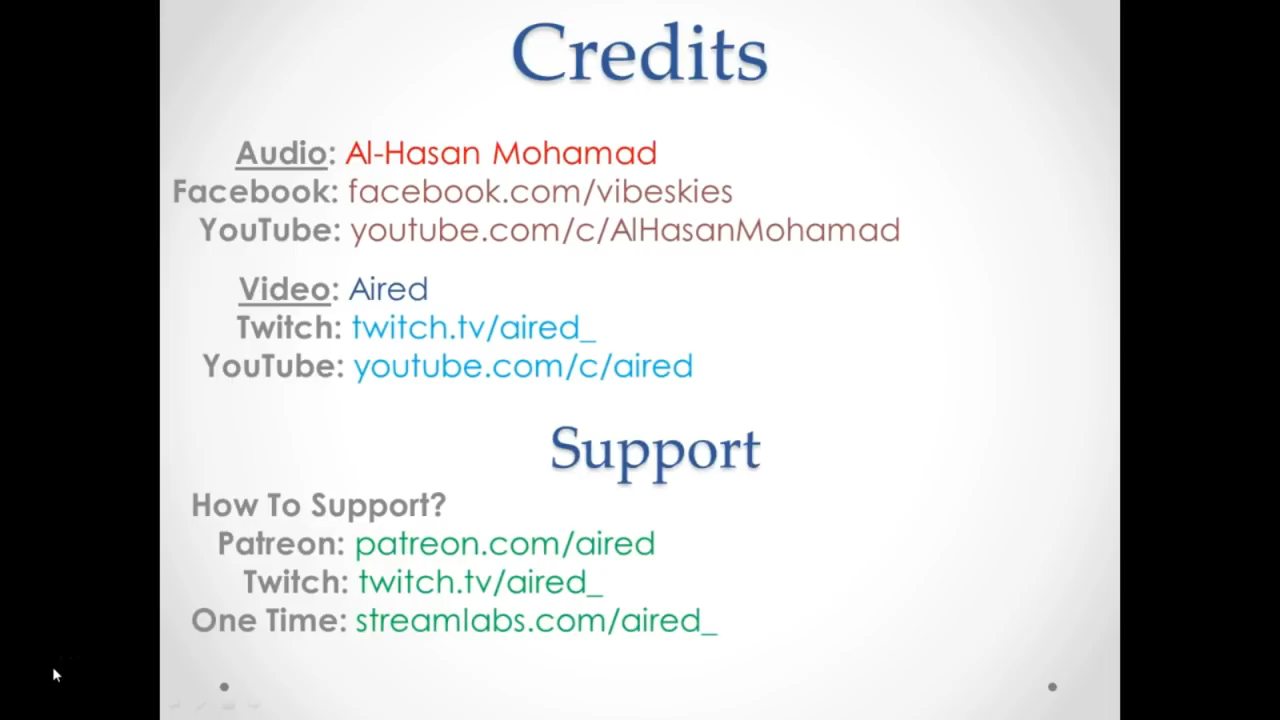 Credits
Audio: Al-Hasan Mohamad
Facebook: facebook.com/vibeskies
YouTube: youtube.com/c/AlHasanMohamad
Video: Aired
Twitch: twitch.tv/aired_
YouTube: youtube.com/c/aired
Support
How To Support?
Patreon: patreon.com/aired
Twitch: twitch.tv/aired_
One Time: streamlabs.com/aired_